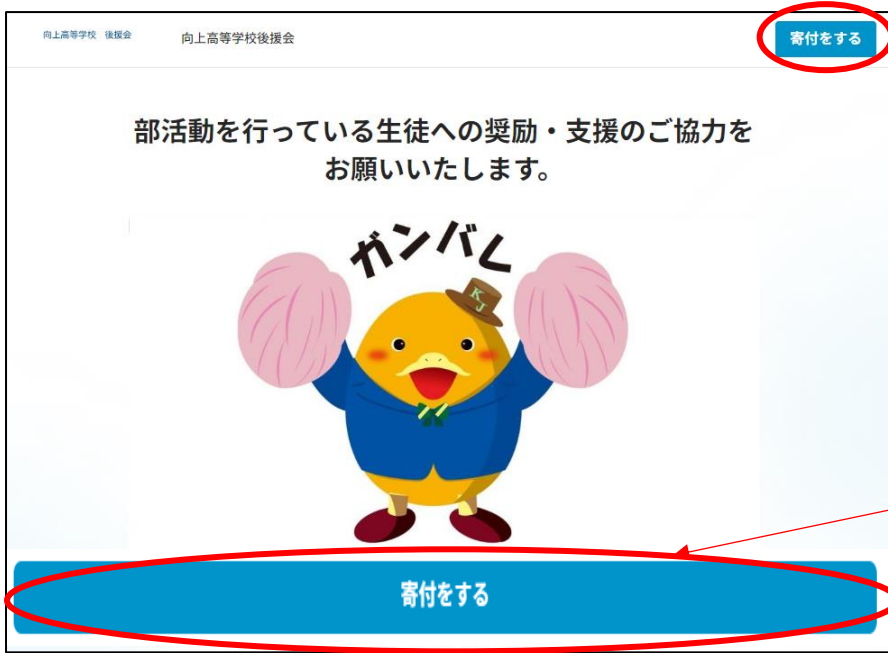 向上高等学校 後援会
向上高等学校後援会
寄付をする
部活動を行っている生徒への奨励・支援のご協力を
お願いいたします。
ガンバレ
KJ
寄付をする